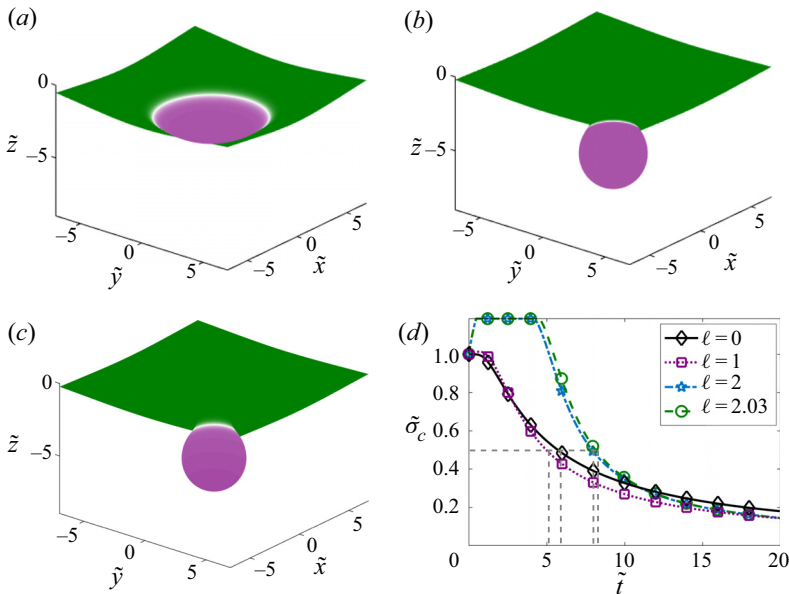 (a)
0
–5
z̃
–5
0
5
ỹ
–5
0
5
x̃
(b)
0
z̃ –5
–5
0
5
ỹ
–5
0
5
x̃
(c)
0
–5
z̃
–5
0
5
ỹ
–5
0
5
x̃
(d)
1.0
0.8
0.6
0.4
0.2
σ̃c
ℓ = 0
ℓ = 1
ℓ = 2
ℓ = 2.03
0 5 10 15 20
t̃